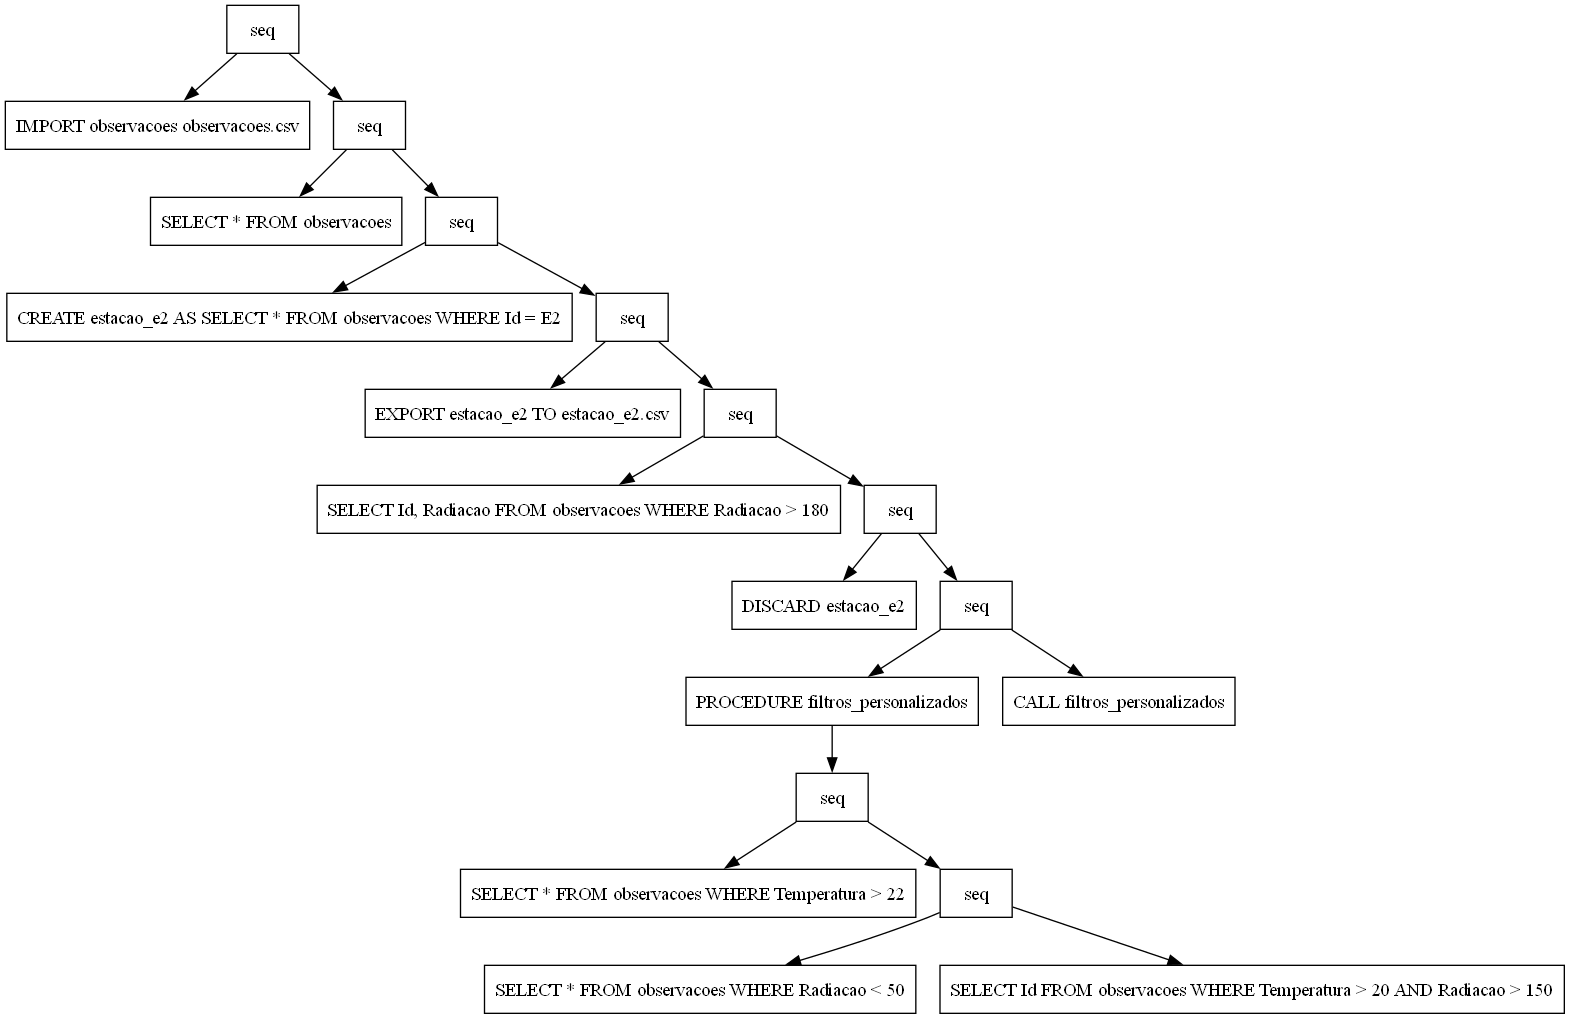 seq
IMPORT observacoes observacoes.csv
seq
SELECT * FROM observacoes
seq
CREATE estacao_e2 AS SELECT * FROM observacoes WHERE Id = E2
seq
EXPORT estacao_e2 TO estacao_e2.csv
seq
SELECT Id, Radiacao FROM observacoes WHERE Radiacao > 180
seq
DISCARD estacao_e2
seq
PROCEDURE filtros_personalizados
CALL filtros_personalizados
seq
SELECT * FROM observacoes WHERE Temperatura > 22
seq
SELECT * FROM observacoes WHERE Radiacao < 50
SELECT Id FROM observacoes WHERE Temperatura > 20 AND Radiacao > 150